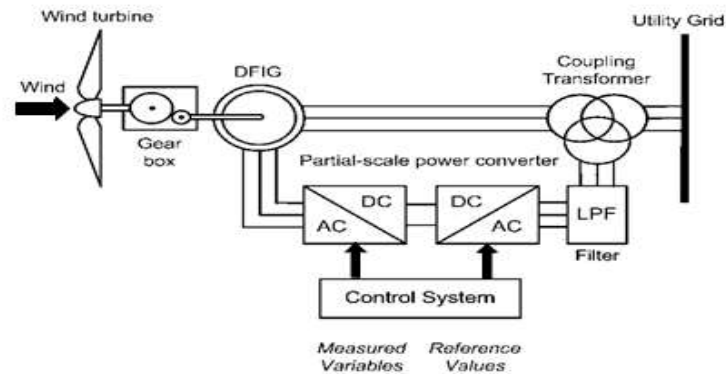 Wind turbine
Utility Grid
DFIG
Coupling
Transformer
Wind
Gear
box
Partial-scale power converter
DC
AC
DC
AC
LPF
Filter
Control System
Measured
Variables
Reference
Values